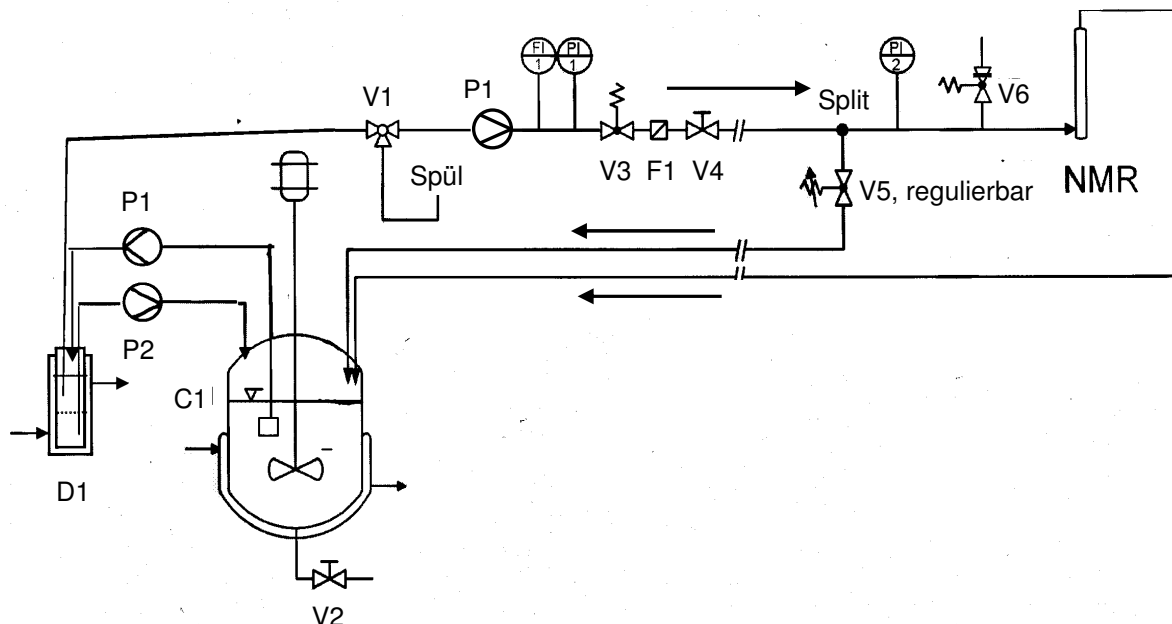 FI
1
PI
1
PI
2
V6
P1
V1
Split
Spül
V3
F1
V4
V5, regulierbar
NMR
P1
P2
C1
D1
V2